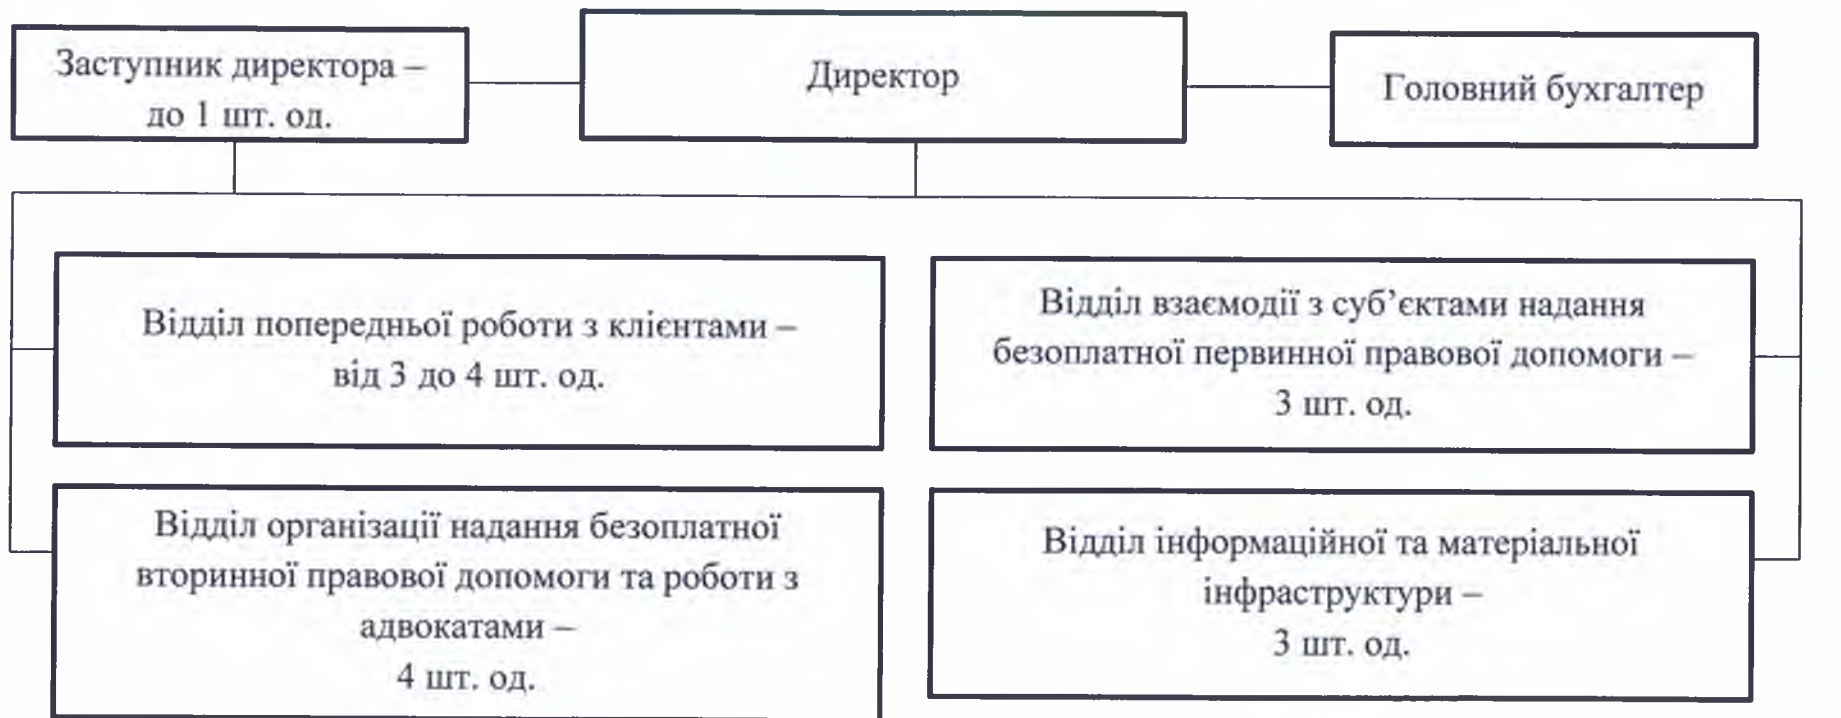 Заступник директора –
до 1 шт. од.
Директор
Головний бухгалтер
Відділ попередньої роботи з клієнтами –
від 3 до 4 шт. од.
Відділ взаємодії з суб’єктами надання
безоплатної первинної правової допомоги –
3 шт. од.
Відділ організації надання безоплатної
вторинної правової допомоги та роботи з
адвокатами –
4 шт. од.
Відділ інформаційної та матеріальної
інфраструктури –
3 шт. од.